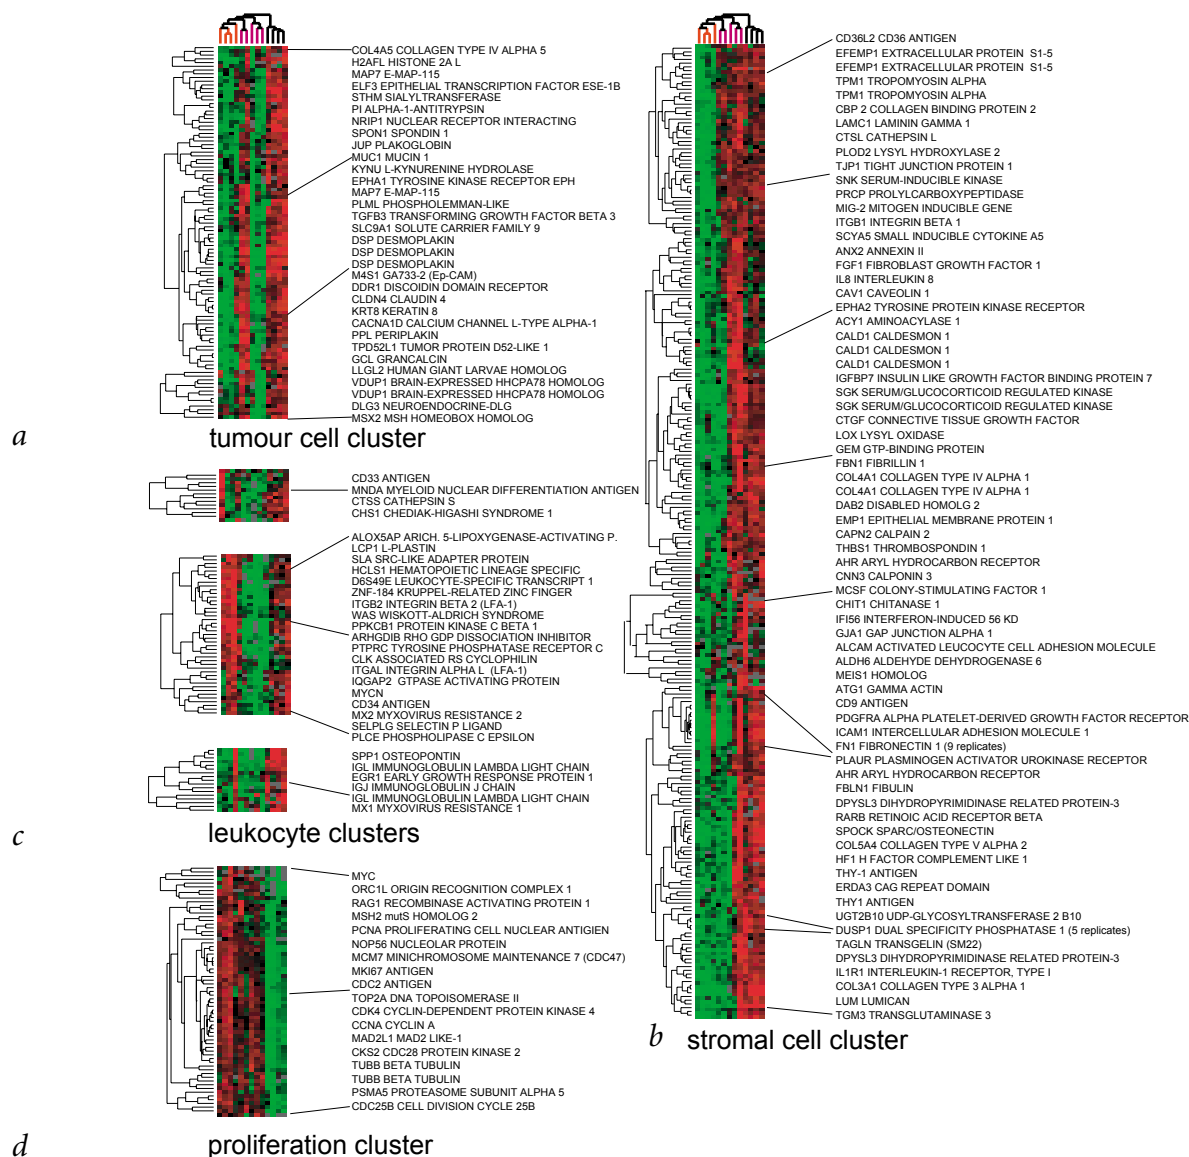 COL4A5 COLLAGEN TYPE IV ALPHA 5
H2AFL HISTONE 2A L
MAP7 E-MAP-115
ELF3 EPITHELIAL TRANSCRIPTION FACTOR ESE-1B
STHM SIALYLTRANSFERASE
PI ALPHA-1-ANTITRYPSIN
NRIP1 NUCLEAR RECEPTOR INTERACTING
SPON1 SPONDIN 1
JUP PLAKOGLOBIN
MUC1 MUCIN 1
KYNU L-KYNURENINE HYDROLASE
EPHA1 TYROSINE KINASE RECEPTOR EPH
MAP7 E-MAP-115
PLML PHOSPHOLEMMAN-LIKE
TGFB3 TRANSFORMING GROWTH FACTOR BETA 3
SLC9A1 SOLUTE CARRIER FAMILY 9
DSP DESMOPLAKIN
DSP DESMOPLAKIN
DSP DESMOPLAKIN
M4S1 GA733-2 (Ep-CAM)
DDR1 DISCOIDIN DOMAIN RECEPTOR
CLDN4 CLAUDIN 4
KRT8 KERATIN 8
CACNA1D CALCIUM CHANNEL L-TYPE ALPHA-1
PPL PERIPLAKIN
TPD52L1 TUMOR PROTEIN D52-LIKE 1
GCL GRANCALCIN
LLGL2 HUMAN GIANT LARVAE HOMOLOG
VDUP1 BRAIN-EXPRESSED HHCPA78 HOMOLOG
VDUP1 BRAIN-EXPRESSED HHCPA78 HOMOLOG
DLG3 NEUROENDOCRINE-DLG
MSX2 MSH HOMEOBOX HOMOLOG
a tumour cell cluster
CD33 ANTIGEN
MNDA MYELOID NUCLEAR DIFFERENTIATION ANTIGEN
CTSS CATHEPSIN S
CHS1 CHEDIAK-HIGASHI SYNDROME 1
ALOX5AP ARICH. 5-LIPOXYGENASE-ACTIVATING P.
LCP1 L-PLASTIN
SLA SRC-LIKE ADAPTER PROTEIN
HCLS1 HEMATOPOIETIC LINEAGE SPECIFIC
D6S49E LEUKOCYTE-SPECIFIC TRANSCRIPT 1
ZNF-184 KRUPPEL-RELATED ZINC FINGER
ITGB2 INTEGRIN BETA 2 (LFA-1)
WAS WISKOTT-ALDRICH SYNDROME
PPKCB1 PROTEIN KINASE C BETA 1
ARHGDIB RHO GDP DISSOCIATION INHIBITOR
PTPRC TYROSINE PHOSPHATASE RECEPTOR C
CLK ASSOCIATED RS CYCLOPHILIN
ITGAL INTEGRIN ALPHA L (LFA-1)
IQGAP2 GTPASE ACTIVATING PROTEIN
MYCN
CD34 ANTIGEN
MX2 MYXOVIRUS RESISTANCE 2
SELPLG SELECTIN P LIGAND
PLCE PHOSPHOLIPASE C EPSILON
SPP1 OSTEOPONTIN
IGL IMMUNOGLOBULIN LAMBDA LIGHT CHAIN
EGR1 EARLY GROWTH RESPONSE PROTEIN 1
IGJ IMMUNOGLOBULIN J CHAIN
IGL IMMUNOGLOBULIN LAMBDA LIGHT CHAIN
MX1 MYXOVIRUS RESISTANCE 1
c leukocyte clusters
MYC
ORC1L ORIGIN RECOGNITION COMPLEX 1
RAG1 RECOMBINASE ACTIVATING PROTEIN 1
MSH2 mutS HOMOLOG 2
PCNA PROLIFERATING CELL NUCLEAR ANTIGIEN
NOP56 NUCLEOLAR PROTEIN
MCM7 MINICHROMOSOME MAINTENANCE 7 (CDC47)
MKI67 ANTIGEN
CDC2 ANTIGEN
TOP2A DNA TOPOISOMERASE II
CDK4 CYCLIN-DEPENDENT PROTEIN KINASE 4
CCNA CYCLIN A
MAD2L1 MAD2 LIKE-1
CKS2 CDC28 PROTEIN KINASE 2
TUBB BETA TUBULIN
TUBB BETA TUBULIN
PSMA5 PROTEASOME SUBUNIT ALPHA 5
CDC25B CELL DIVISION CYCLE 25B
d proliferation cluster
CD36L2 CD36 ANTIGEN
EFEMP1 EXTRACELLULAR PROTEIN S1-5
EFEMP1 EXTRACELLULAR PROTEIN S1-5
TPM1 TROPOMYOSIN ALPHA
TPM1 TROPOMYOSIN ALPHA
CBP 2 COLLAGEN BINDING PROTEIN 2
LAMC1 LAMININ GAMMA 1
CTSL CATHEPSIN L
PLOD2 LYSYL HYDROXYLASE 2
TJP1 TIGHT JUNCTION PROTEIN 1
SNK SERUM-INDUCIBLE KINASE
PRCP PROLYLCARBOXYPEPTIDASE
MIG-2 MITOGEN INDUCIBLE GENE
ITGB1 INTEGRIN BETA 1
SCYA5 SMALL INDUCIBLE CYTOKINE A5
ANX2 ANNEXIN II
FGF1 FIBROBLAST GROWTH FACTOR 1
IL8 INTERLEUKIN 8
CAV1 CAVEOLIN 1
EPHA2 TYROSINE PROTEIN KINASE RECEPTOR
ACY1 AMINOACYLASE 1
CALD1 CALDESMON 1
CALD1 CALDESMON 1
CALD1 CALDESMON 1
IGFBP7 INSULIN LIKE GROWTH FACTOR BINDING PROTEIN 7
SGK SERUM/GLUCOCORTICOID REGULATED KINASE
SGK SERUM/GLUCOCORTICOID REGULATED KINASE
CTGF CONNECTIVE TISSUE GROWTH FACTOR
LOX LYSYL OXIDASE
GEM GTP-BINDING PROTEIN
FBN1 FIBRILLIN 1
COL4A1 COLLAGEN TYPE IV ALPHA 1
COL4A1 COLLAGEN TYPE IV ALPHA 1
DAB2 DISABLED HOMOLG 2
EMP1 EPITHELIAL MEMBRANE PROTEIN 1
CAPN2 CALPAIN 2
THBS1 THROMBOSPONDIN 1
AHR ARYL HYDROCARBON RECEPTOR
CNN3 CALPONIN 3
MCSF COLONY-STIMULATING FACTOR 1
CHIT1 CHITANASE 1
IFI56 INTERFERON-INDUCED 56 KD
GJA1 GAP JUNCTION ALPHA 1
ALCAM ACTIVATED LEUCOCYTE CELL ADHESION MOLECULE
ALDH6 ALDEHYDE DEHYDROGENASE 6
MEIS1 HOMOLOG
ATG1 GAMMA ACTIN
CD9 ANTIGEN
PDGFRA ALPHA PLATELET-DERIVED GROWTH FACTOR RECEPTOR
ICAM1 INTERCELLULAR ADHESION MOLECULE 1
FN1 FIBRONECTIN 1 (9 replicates)
PLAUR PLASMINOGEN ACTIVATOR UROKINASE RECEPTOR
AHR ARYL HYDROCARBON RECEPTOR
FBLN1 FIBULIN
DPYSL3 DIHYDROPYRIMIDINASE RELATED PROTEIN-3
RARB RETINOIC ACID RECEPTOR BETA
SPOCK SPARC/OSTEONECTIN
COL5A4 COLLAGEN TYPE V ALPHA 2
HF1 H FACTOR COMPLEMENT LIKE 1
THY-1 ANTIGEN
ERDA3 CAG REPEAT DOMAIN
THY1 ANTIGEN
UGT2B10 UDP-GLYCOSYLTRANSFERASE 2 B10
DUSP1 DUAL SPECIFICITY PHOSPHATASE 1 (5 replicates)
TAGLN TRANSGELIN (SM22)
DPYSL3 DIHYDROPYRIMIDINASE RELATED PROTEIN-3
IL1R1 INTERLEUKIN-1 RECEPTOR, TYPE I
COL3A1 COLLAGEN TYPE 3 ALPHA 1
LUM LUMICAN
TGM3 TRANSGLUTAMINASE 3
b stromal cell cluster